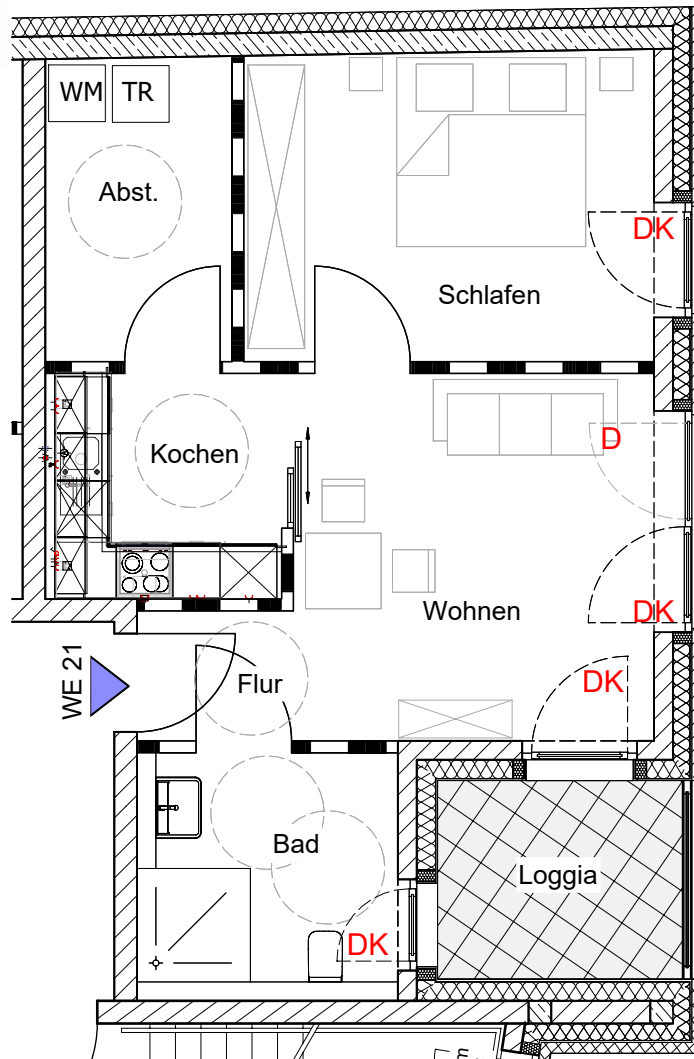 WM TR
Abst.
DK
Schlafen
D
Kochen
Wohnen
DK
WE 21
Flur
DK
Bad
Loggia
DK